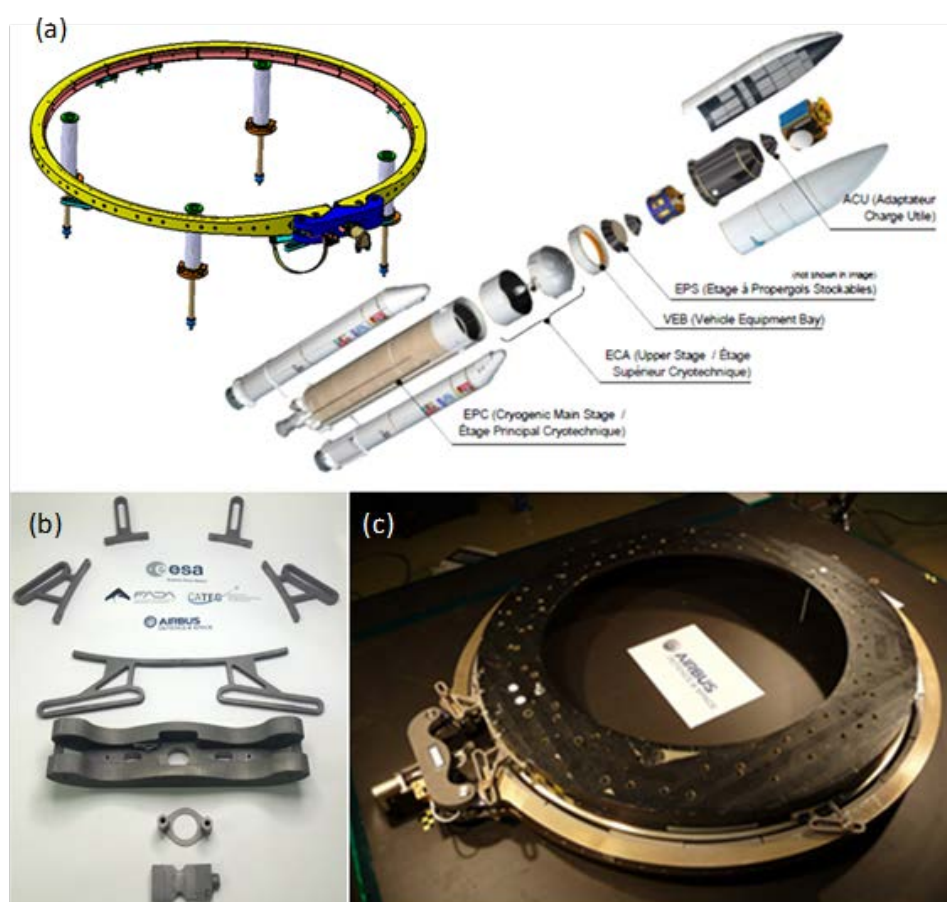 (a)
ACU (Adaptateur
Charge Utile)
(not shown in image)
EPS (Etage à Propergols Stockables)
VEB (Vehicle Equipment Bay)
ECA (Upper Stage / Étage
Supérieur Cryotechnique)
EPC (Cryogenic Main Stage /
Étage Principal Cryotechnique)
(b)
esa
FADA
CATEC
AIRBUS
DEFENCE & SPACE
(c)
AIRBUS
DEFENCE & SPACE